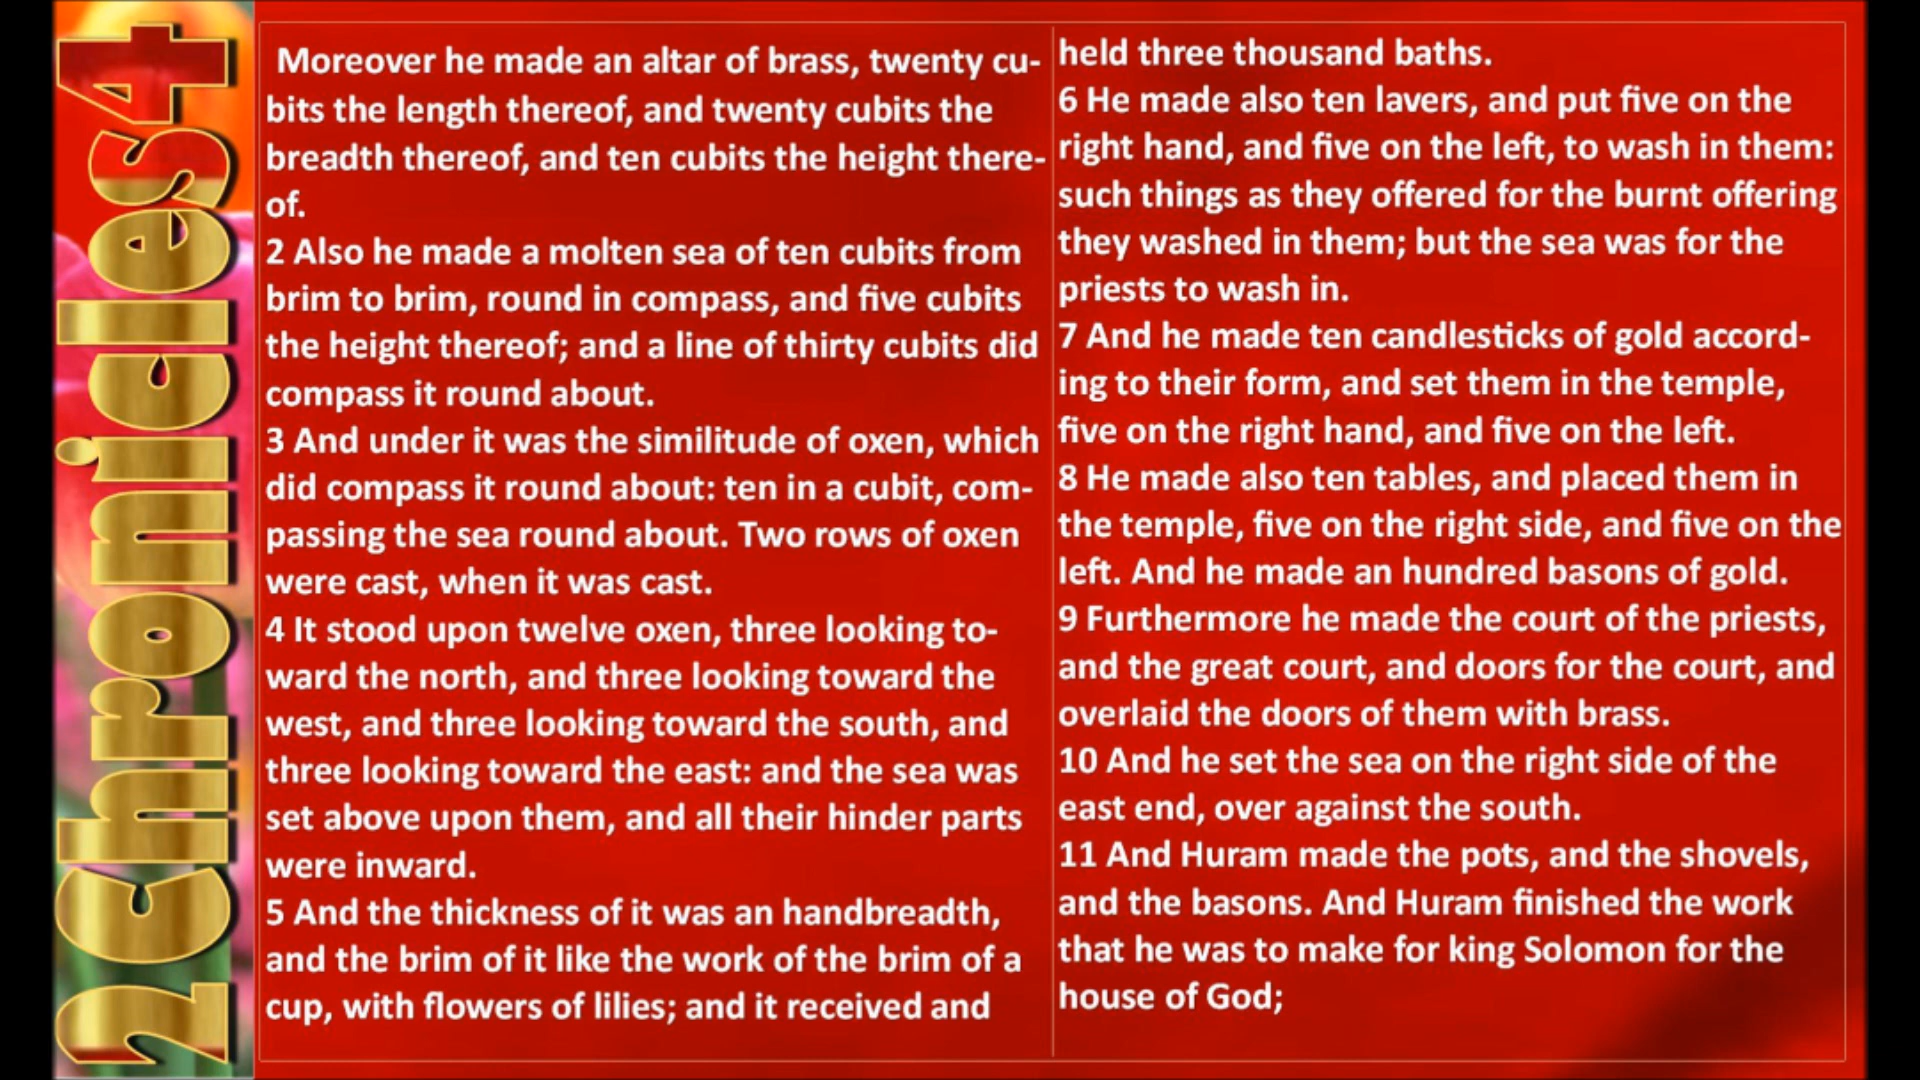 2 chronicles4
Moreover he made an altar of brass, twenty cu-
bits the length thereof, and twenty cubits the
breadth thereof, and ten cubits the height there-
of.
2 Also he made a molten sea of ten cubits from
brim to brim, round in compass, and five cubits
the height thereof; and a line of thirty cubits did
compass it round about.
3 And under it was the similitude of oxen, which
did compass it round about: ten in a cubit, com-
passing the sea round about. Two rows of oxen
were cast, when it was cast.
4 It stood upon twelve oxen, three looking to-
ward the north, and three looking toward the
west, and three looking toward the south, and
three looking toward the east: and the sea was
set above upon them, and all their hinder parts
were inward.
5 And the thickness of it was an handbreadth,
and the brim of it like the work of the brim of a
cup, with flowers of lilies; and it received and
held three thousand baths.
6 He made also ten lavers, and put five on the
right hand, and five on the left, to wash in them:
such things as they offered for the burnt offering
they washed in them; but the sea was for the
priests to wash in.
7 And he made ten candlesticks of gold accord-
ing to their form, and set them in the temple,
five on the right hand, and five on the left.
8 He made also ten tables, and placed them in
the temple, five on the right side, and five on the
left. And he made an hundred basons of gold.
9 Furthermore he made the court of the priests,
and the great court, and doors for the court, and
overlaid the doors of them with brass.
10 And he set the sea on the right side of the
east end, over against the south.
11 And Huram made the pots, and the shovels,
and the basons. And Huram finished the work
that he was to make for king Solomon for the
house of God;